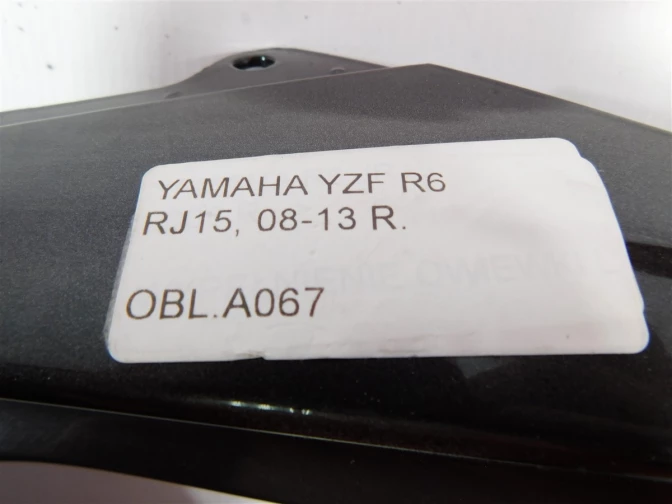 YAMAHA YZF R6
RJ15, 08-13 R.
OBL.A067